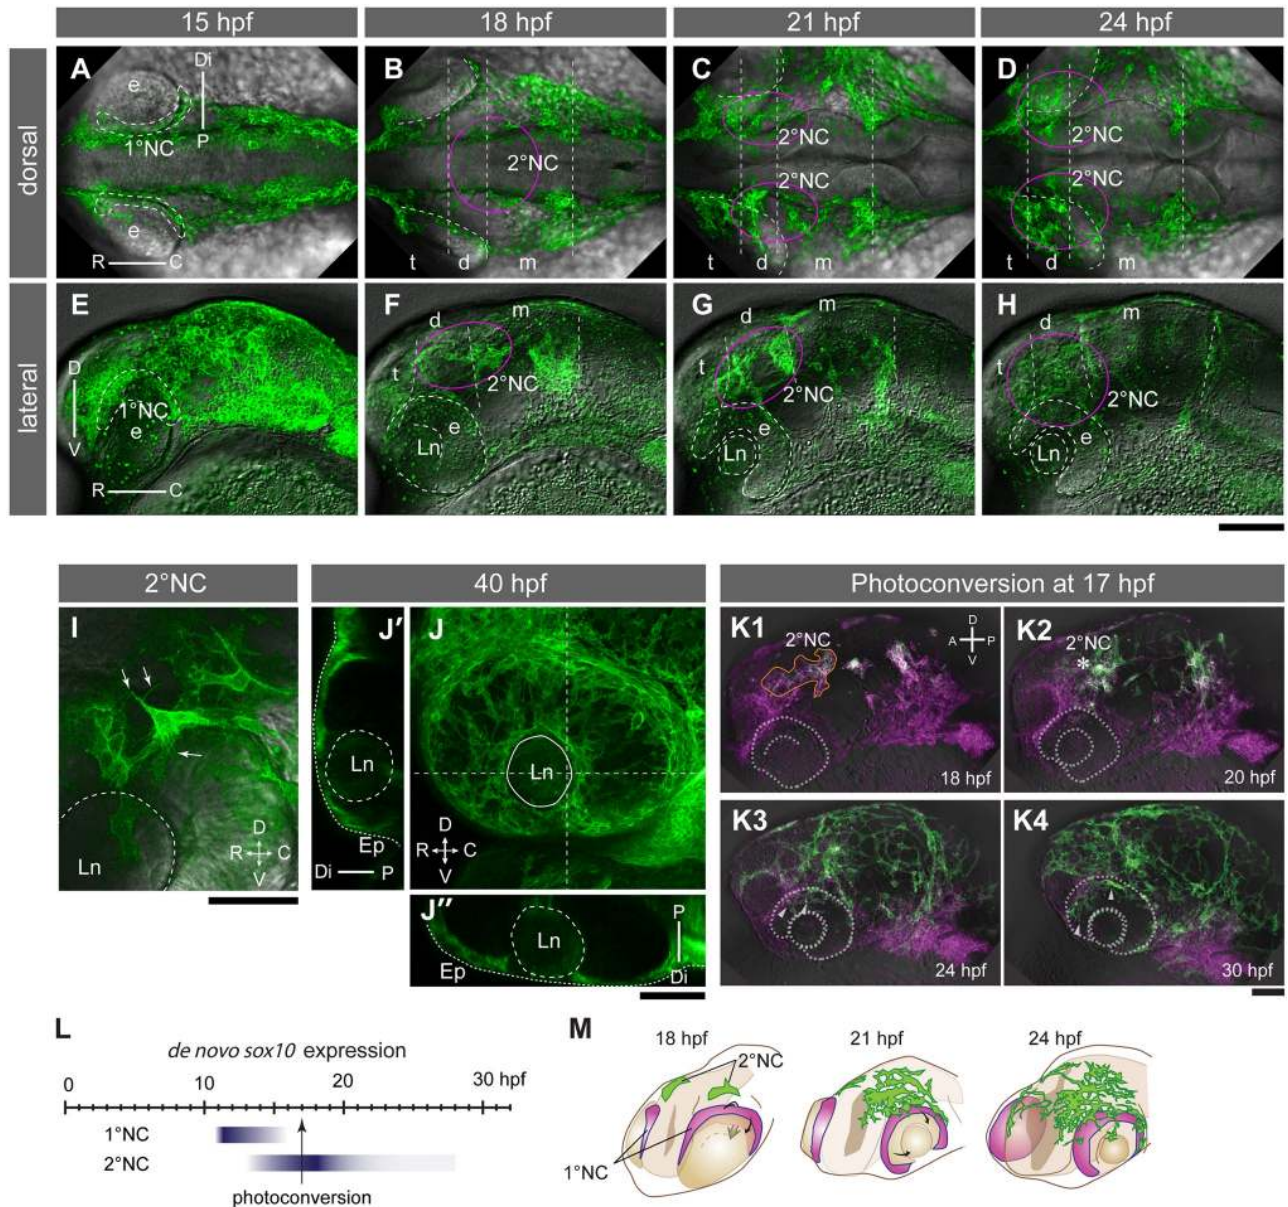 15 hpf
18 hpf
21 hpf
24 hpf
dorsal
A
e
Di
P
1°NC
e
R
C
B
2°NC
t
d
m
C
2°NC
2°NC
t
d
m
D
2°NC
2°NC
t
d
m
lateral
E
D
V
1°NC
e
R
C
F
d
m
t
2°NC
e
Ln
G
d
m
t
2°NC
e
Ln
H
d
m
t
2°NC
e
Ln
2°NC
40 hpf
Photoconversion at 17 hpf
I
Ln
D
R
C
V
J′
Ln
Ep
Di
P
J
Ln
D
R
C
V
J″
Ln
Ep
P
Di
K1
2°NC
D
A
P
V
18 hpf
K2
2°NC
*
20 hpf
K3
24 hpf
K4
30 hpf
L
de novo sox10 expression
0
10
20
30 hpf
1°NC
2°NC
photoconversion
M
18 hpf
21 hpf
24 hpf
2°NC
1°NC